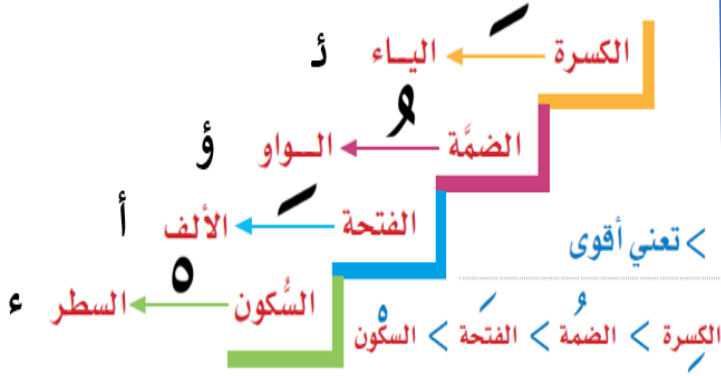 الكسرة ← اليـاء ئـ
الضمَّة ← الـواو ؤ
الفتحة ← الألف أ
السُّكون ← السطر ء
> تعني أقوى
الكسرة > الضمة > الفتحة > السكون